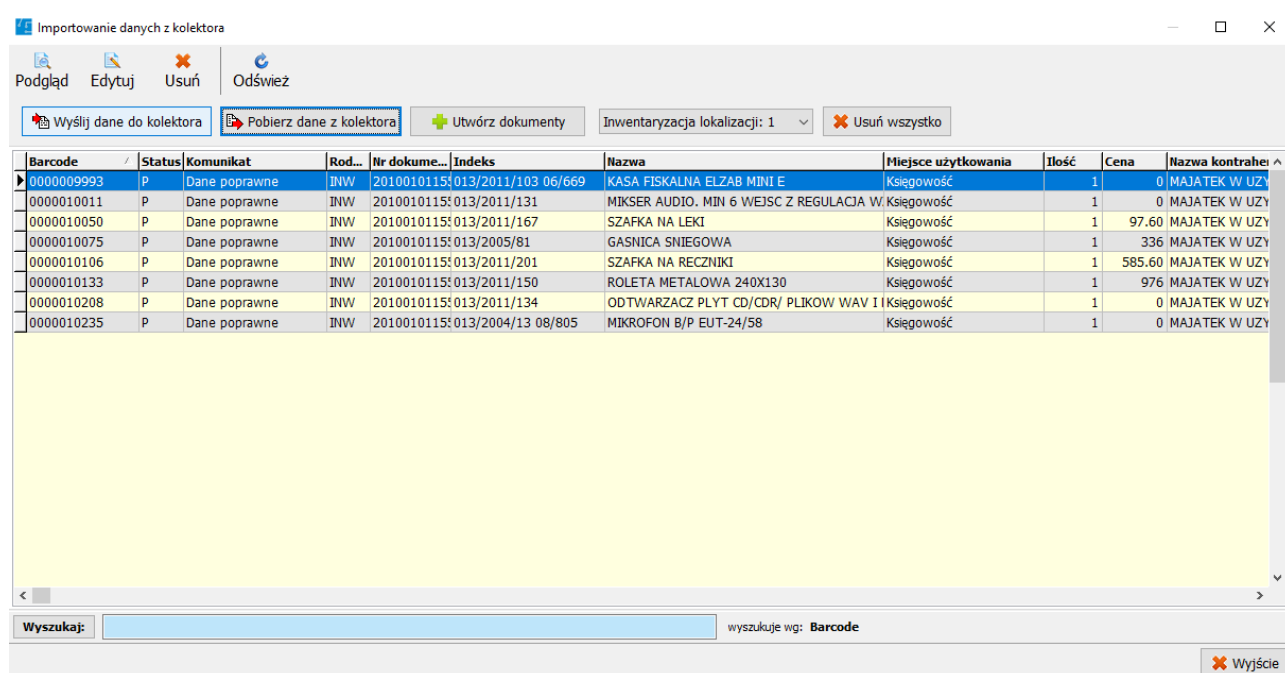 Importowanie danych z kolektora
Podgląd Edytuj Usuń Odśwież
Wyślij dane do kolektora Pobierz dane z kolektora Utwórz dokumenty Inwentaryzacja lokalizacji: 1 Usuń wszystko
Barcode Status Komunikat Rod... Nr dokume... Indeks Nazwa Miejsce użytkowania Ilość Cena Nazwa
0000009993 P Dane poprawne INW 013/2011/103 06/669 KASA FISKALNA ELZAB MINI E Księgowość 1 0 MAJATEK W UZY
0000010011 P Dane poprawne INW 013/2011/131 MIKSER AUDIO. MIN 6 WEJSC Z REGULACJA W Księgowość 1 0 MAJATEK W UZY
0000010050 P Dane poprawne INW 013/2011/167 SZAFKA NA LEKI Księgowość 1 97.60 MAJATEK W UZY
0000010075 P Dane poprawne INW 013/2005/81 GASNICA SNIEGOWA Księgowość 1 336 MAJATEK W UZY
0000010106 P Dane poprawne INW 013/2011/201 SZAFKA NA RECZNIKI Księgowość 1 585.60 MAJATEK W UZY
0000010133 P Dane poprawne INW 013/2011/150 ROLETA METALOWA 240X130 Księgowość 1 976 MAJATEK W UZY
0000010208 P Dane poprawne INW 013/2011/134 ODTWARZACZ PLYT CD/CDR/ PLIKOW WAV I Księgowość 1 0 MAJATEK W UZY
0000010235 P Dane poprawne INW 013/2004/13 08/805 MIKROFON B/P EUT-24/58 Księgowość 1 0 MAJATEK W UZY
Wyszukaj: wyszukuje wg: Barcode
Wyjście